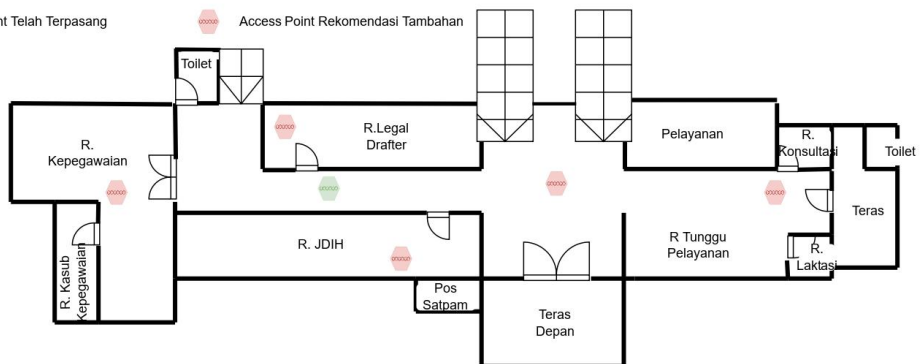 nt Telah Terpasang
Access Point Rekomendasi Tambahan
Toilet
R.
Kepegawaian
R.Legal
Drafter
Pelayanan
R.
Konsultasi
Toilet
Teras
R. JDIH
R Tunggu
Pelayanan
R.
Laktasi
R. Kasub
Kepegawaian
Pos
Satpam
Teras
Depan